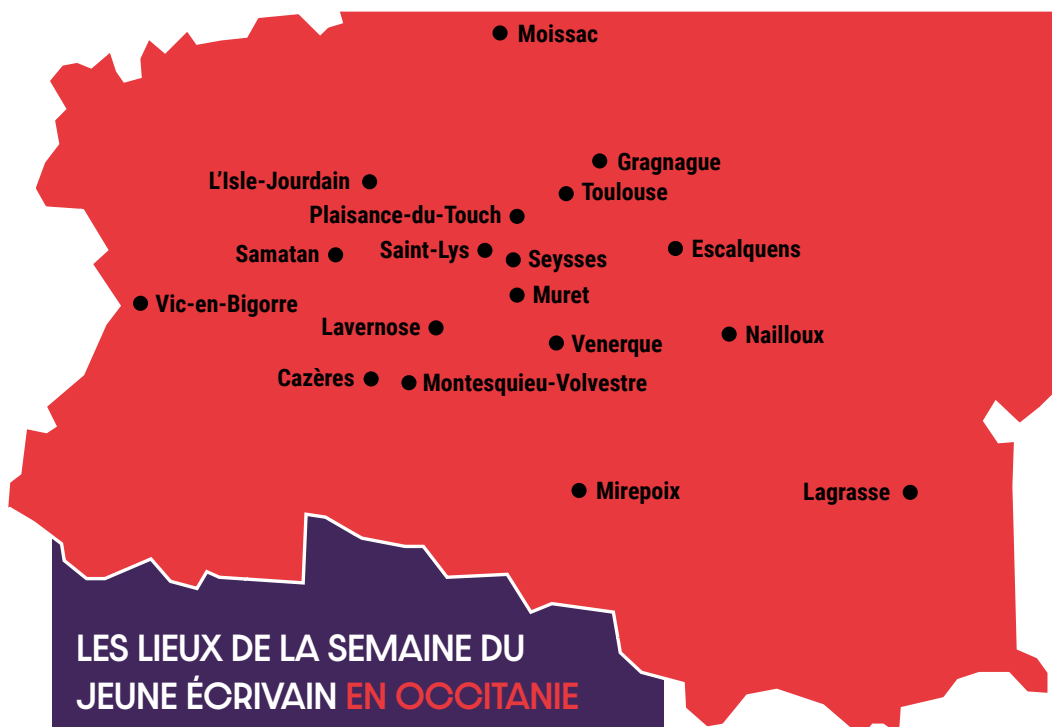 Moissac
Gragnague
L'Isle-Jourdain
Toulouse
Plaisance-du-Touch
Saint-Lys
Escalquens
Samatan
Seysses
Muret
Vic-en-Bigorre
Lavernose
Nailloux
Venerque
Cazères
Montesquieu-Volvestre
Mirepoix
Lagrasse
LES LIEUX DE LA SEMAINE DU
JEUNE ÉCRIVAIN EN OCCITANIE